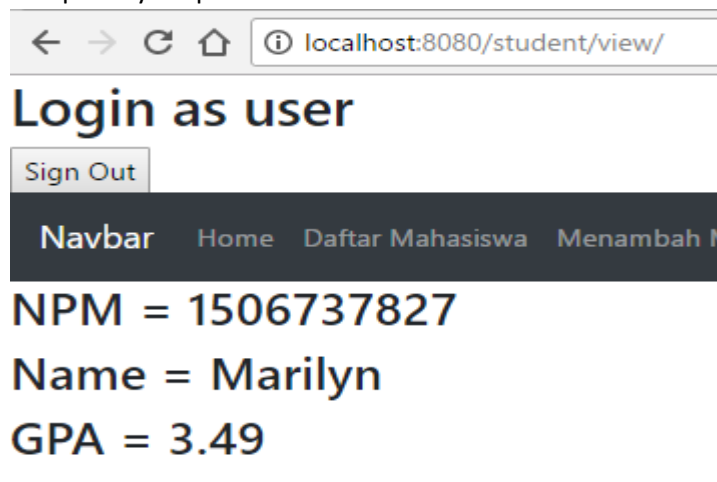 localhost:8080/student/view/
Login as user
Sign Out
Navbar Home Daftar Mahasiswa Menambah
NPM = 1506737827
Name = Marilyn
GPA = 3.49